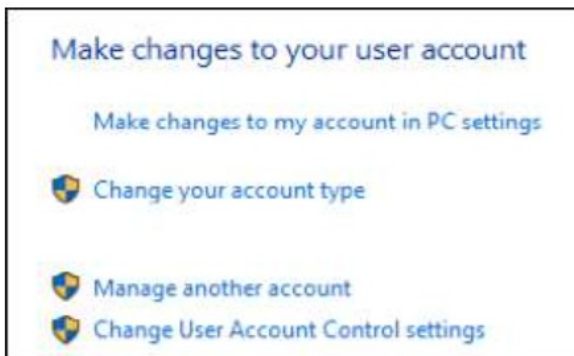 Make changes to your user account
Make changes to my account in PC settings
Change your account type
Manage another account
Change User Account Control settings